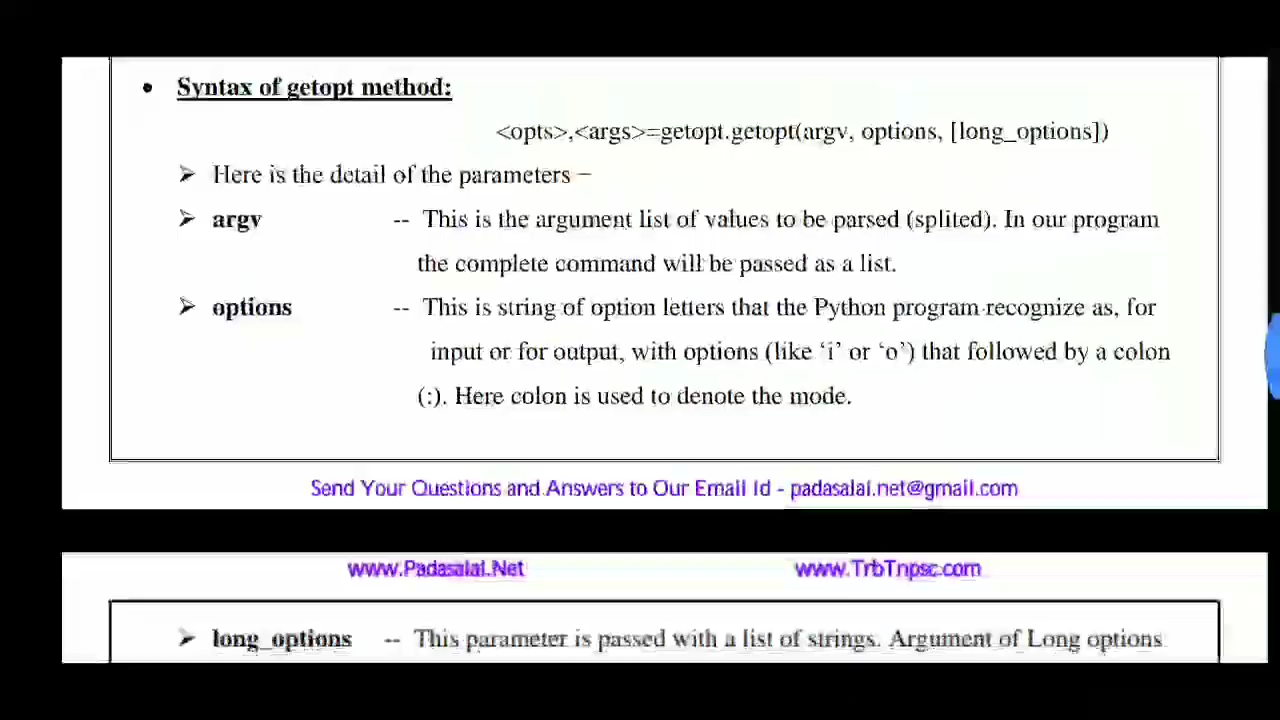 • Syntax of getopt method:
<opts>,<args>=getopt.getopt(argv, options, [long_options])
➢ Here is the detail of the parameters −
➢ argv -- This is the argument list of values to be parsed (splited). In our program
the complete command will be passed as a list.
➢ options -- This is string of option letters that the Python program recognize as, for
input or for output, with options (like ‘i’ or ‘o’) that followed by a colon
(:). Here colon is used to denote the mode.
Send Your Questions and Answers to Our Email Id - padasalai.net@gmail.com
www.Padasalai.Net www.TrbTnpsc.com
➢ long_options -- This parameter is passed with a list of strings. Argument of Long options